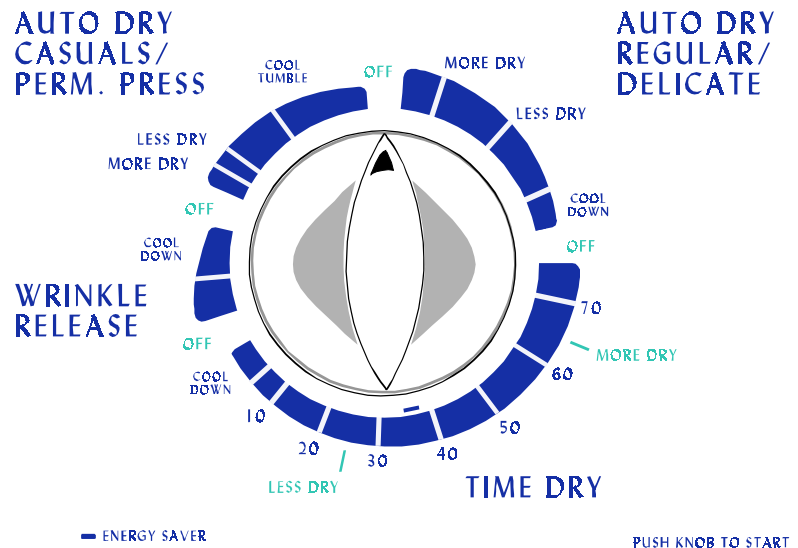 AUTO DRY
CASUALS/
PERM. PRESS
AUTO DRY
REGULAR/
DELICATE
COOL
TUMBLE
OFF
MORE DRY
LESS DRY
LESS DRY
MORE DRY
OFF
COOL
DOWN
COOL
DOWN
OFF
WRINKLE
RELEASE
70
OFF
MORE DRY
60
COOL
DOWN
10
50
20
40
30
LESS DRY
TIME DRY
ENERGY SAVER
PUSH KNOB TO START